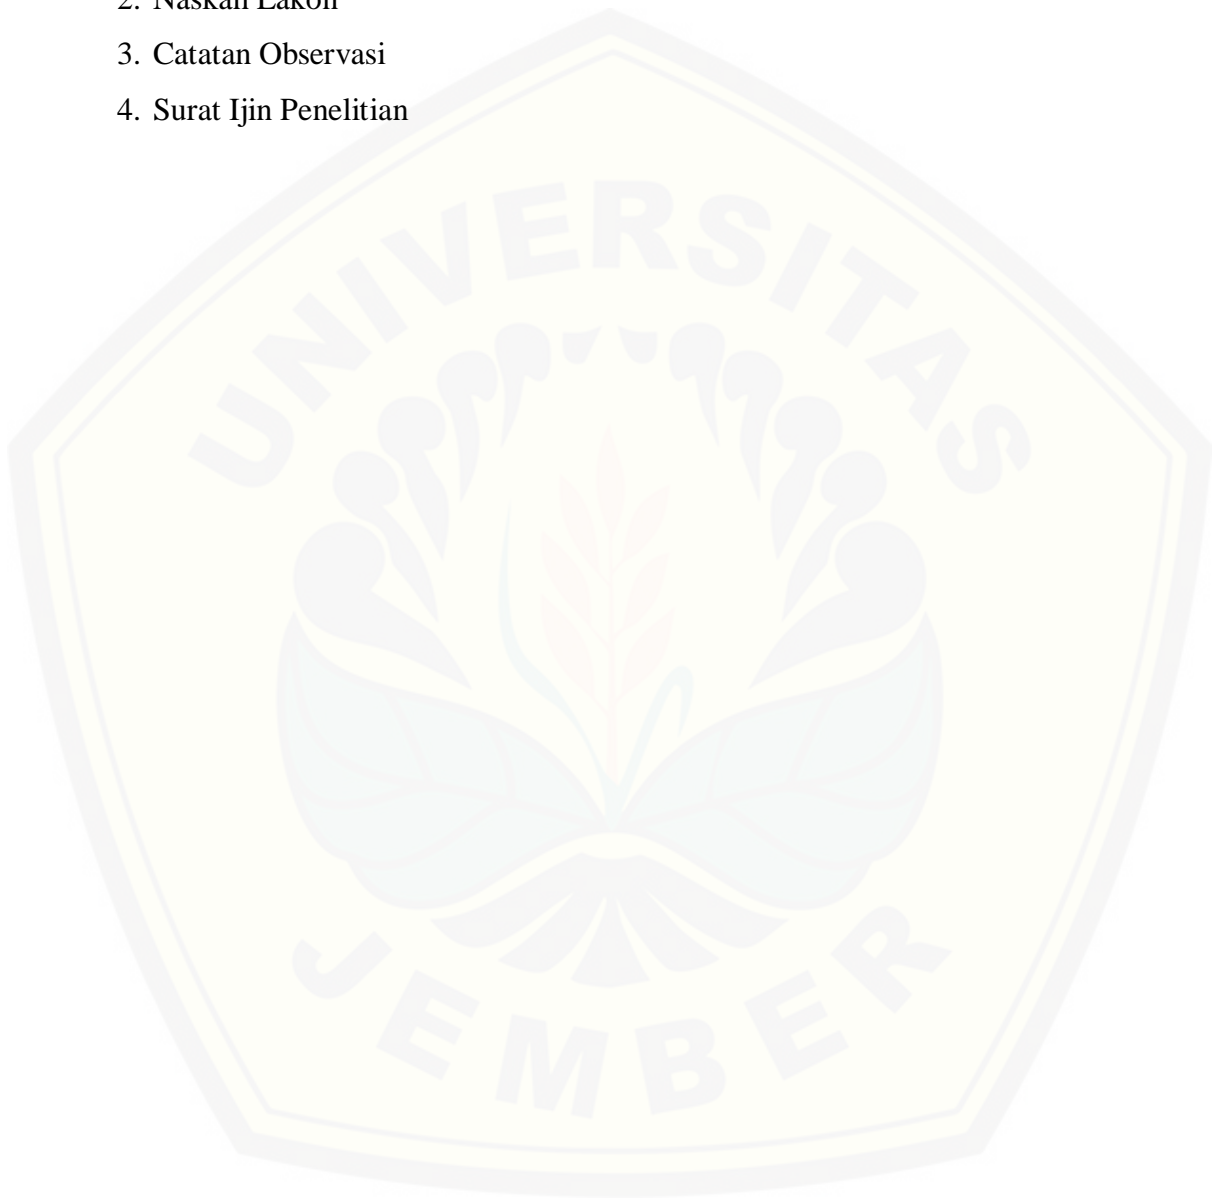 2. Naskah Lakon
3. Catatan Observasi
4. Surat Ijin Penelitian
UNIVERSITAS
JEMBER